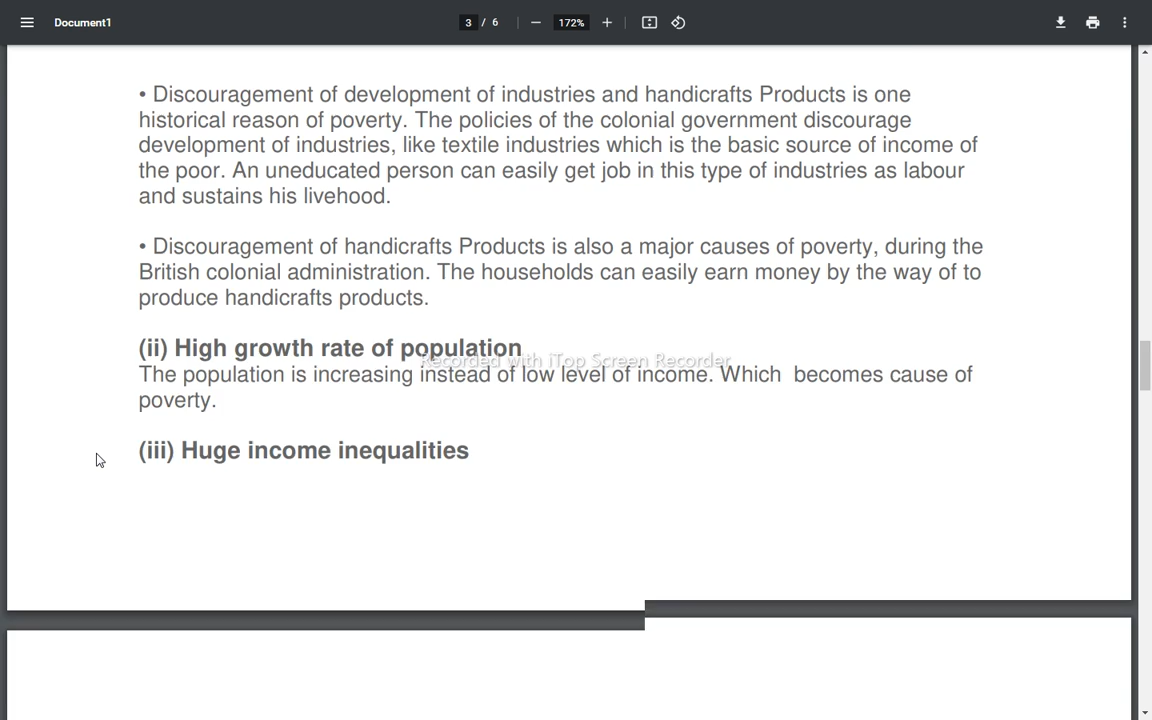 Document1
3 / 6
172%
• Discouragement of development of industries and handicrafts Products is one
historical reason of poverty. The policies of the colonial government discourage
development of industries, like textile industries which is the basic source of income of
the poor. An uneducated person can easily get job in this type of industries as labour
and sustains his livehood.
• Discouragement of handicrafts Products is also a major causes of poverty, during the
British colonial administration. The households can easily earn money by the way of to
produce handicrafts products.
(ii) High growth rate of population
Recorded with iTop Screen Recorder
The population is increasing instead of low level of income. Which  becomes cause of
poverty.
(iii) Huge income inequalities